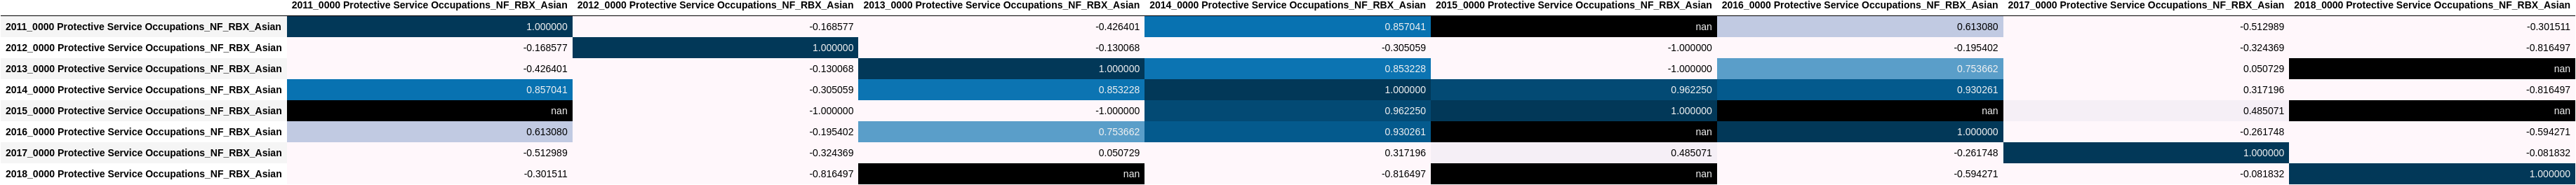 2011_0000 Protective Service Occupations_NF_RBX_Asian 2012_0000 Protective Service Occupations_NF_RBX_Asian 2013_0000 Protective Service Occupations_NF_RBX_Asian 2014_0000 Protective Service Occupations_NF_RBX_Asian 2015_0000 Protective Service Occupations_NF_RBX_Asian 2016_0000 Protective Service Occupations_NF_RBX_Asian 2017_0000 Protective Service Occupations_NF_RBX_Asian 2018_0000 Protective Service Occupations_NF_RBX_Asian
2011_0000 Protective Service Occupations_NF_RBX_Asian 1.000000 -0.168577 -0.426401 0.857041 nan 0.613080 -0.512989 -0.301511
2012_0000 Protective Service Occupations_NF_RBX_Asian -0.168577 1.000000 -0.130068 -0.305059 -1.000000 -0.195402 -0.324369 -0.816497
2013_0000 Protective Service Occupations_NF_RBX_Asian -0.426401 -0.130068 1.000000 0.853228 -1.000000 0.753662 0.050729 nan
2014_0000 Protective Service Occupations_NF_RBX_Asian 0.857041 -0.305059 0.853228 1.000000 0.962250 0.930261 0.317196 -0.816497
2015_0000 Protective Service Occupations_NF_RBX_Asian nan -1.000000 -1.000000 0.962250 1.000000 nan 0.485071 nan
2016_0000 Protective Service Occupations_NF_RBX_Asian 0.613080 -0.195402 0.753662 0.930261 nan 1.000000 -0.261748 -0.594271
2017_0000 Protective Service Occupations_NF_RBX_Asian -0.512989 -0.324369 0.050729 0.317196 0.485071 -0.261748 1.000000 -0.081832
2018_0000 Protective Service Occupations_NF_RBX_Asian -0.301511 -0.816497 nan -0.816497 nan -0.594271 -0.081832 1.000000